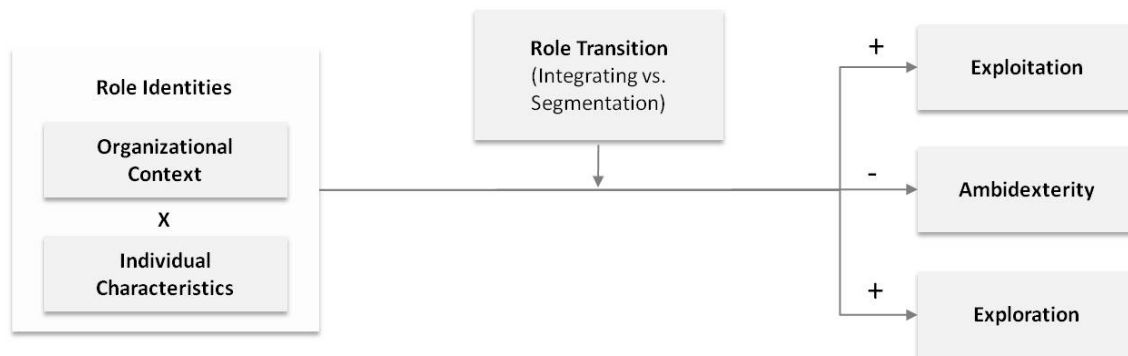 Role Identities
Organizational
Context
X
Individual
Characteristics
Role Transition
(Integrating vs.
Segmentation)
+
Exploitation
-
Ambidexterity
+
Exploration